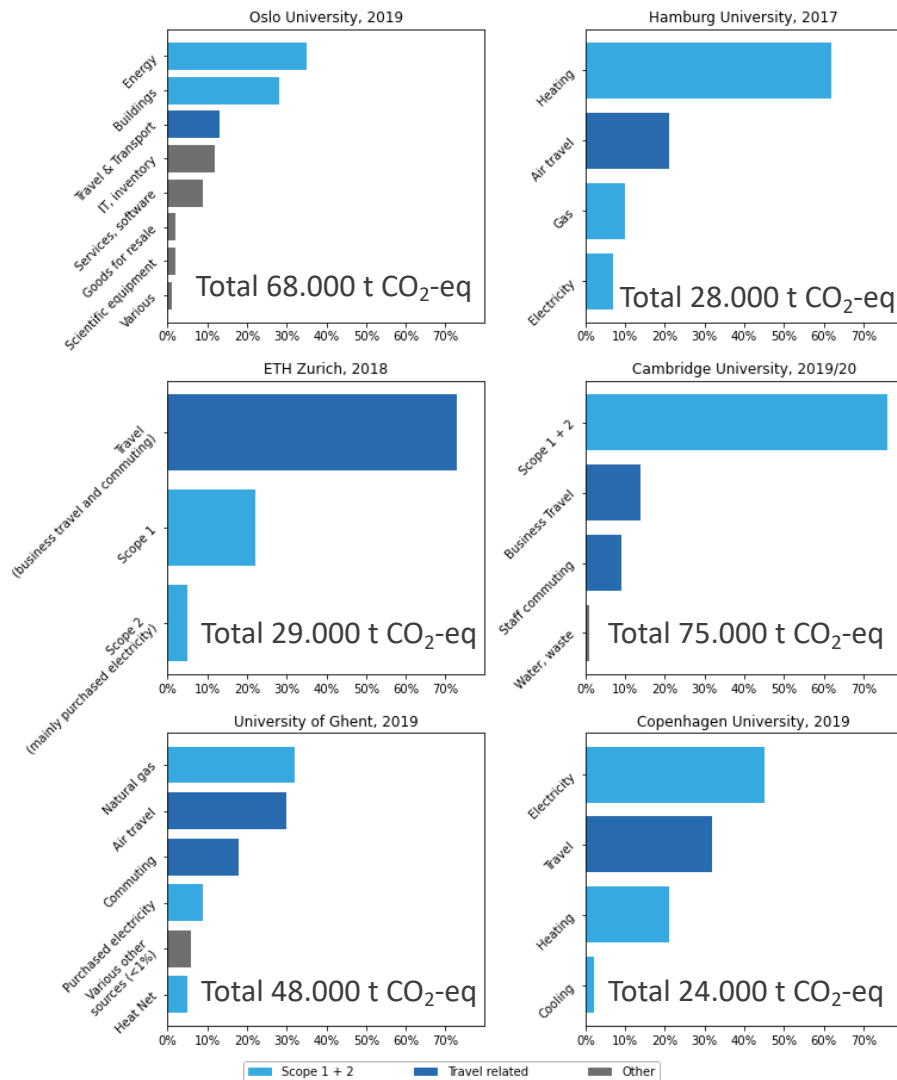 Oslo University, 2019
Energy
Buildings
Travel & Transport
IT, inventory
Services, software
Goods for resale
Scientific equipment
Various
Total 68.000 t CO₂-eq
0% 10% 20% 30% 40% 50% 60% 70%
Hamburg University, 2017
Heating
Air travel
Gas
Electricity
Total 28.000 t CO₂-eq
0% 10% 20% 30% 40% 50% 60% 70%
ETH Zurich, 2018
Travel
(business travel and commuting)
Scope 1
Scope 2
(mainly purchased electricity)
Total 29.000 t CO₂-eq
0% 10% 20% 30% 40% 50% 60% 70%
Cambridge University, 2019/20
Scope 1 + 2
Business Travel
Staff commuting
Water, waste
Total 75.000 t CO₂-eq
0% 10% 20% 30% 40% 50% 60% 70%
University of Ghent, 2019
Natural gas
Air travel
Commuting
Purchased electricity
Various other
sources (<1%)
Heat Net
Total 48.000 t CO₂-eq
0% 10% 20% 30% 40% 50% 60% 70%
Copenhagen University, 2019
Electricity
Travel
Heating
Cooling
Total 24.000 t CO₂-eq
0% 10% 20% 30% 40% 50% 60% 70%
Scope 1 + 2 Travel related Other